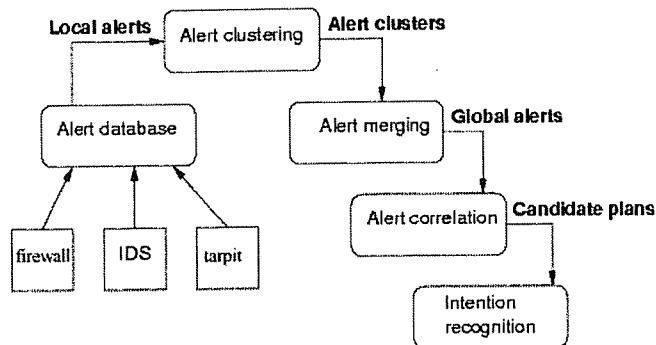 Local alerts
Alert clustering
Alert clusters
Alert database
Alert merging
Global alerts
firewall
IDS
tarpit
Alert correlation
Candidate plans
Intention
recognition